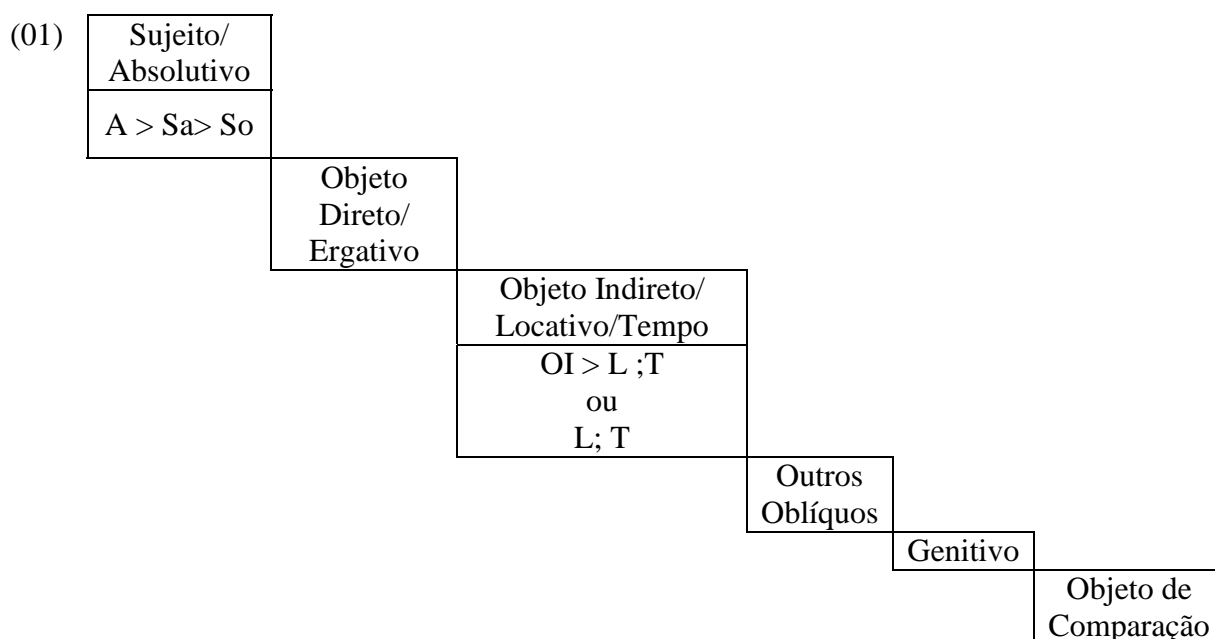 (01) Sujeito/
Absolutivo
A > Sa> So
Objeto
Direto/
Ergativo
Objeto Indireto/
Locativo/Tempo
OI > L ;T
ou
L; T
Outros
Oblíquos
Genitivo
Objeto de
Comparação